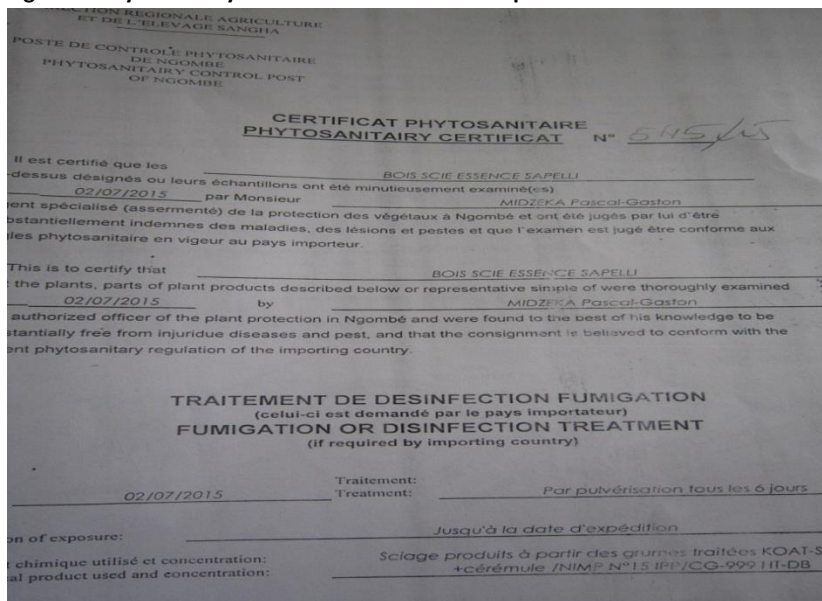 REGIONALE AGRICULTURE
ET DE L'ELEVAGE SANGHA
POSTE DE CONTROLE PHYTOSANITAIRE
DE NGOMBE
PHYTOSANITAIRY CONTROL POST
OF NGOMBE
CERTIFICAT PHYTOSANITAIRE
PHYTOSANITAIRY CERTIFICAT N° 545/15
Il est certifié que les BOIS SCIE ESSENCE SAPELLI
-dessus désignés ou leurs échantillons ont été minutieusement examiné(es)
02/07/2015 par Monsieur MIDZEKA Pascal-Gaston
ent spécialisé (assermenté) de la protection des végétaux à Ngombé et ont été jugés par lui d'être
bstantiellement indemnes des maladies, des lésions et pestes et que l'examen est jugé être conforme aux
les phytosanitaire en vigeur au pays importeur.
This is to certify that BOIS SCIE ESSENCE SAPELLI
the plants, parts of plant products described below or representative simple of were thoroughly examined
02/07/2015 by MIDZEKA Pascal-Gaston
authorized officer of the plant protection in Ngombé and were found to the best of his knowledge to be
stantially free from injuridue diseases and pest, and that the consignment is believed to conform with the
ent phytosanitary regulation of the importing country.
TRAITEMENT DE DESINFECTION FUMIGATION
(celui-ci est demandé par le pays importateur)
FUMIGATION OR DISINFECTION TREATMENT
(if required by importing country)
Traitement:
02/07/2015 Treatment: Par pulvérisation tous les 6 jours
on of exposure: Jusqu'à la date d'expédition
t chimique utilisé et concentration: Sciage produits à partir des grumes traitées KOAT-S
al product used and concentration: +cérémule /NIMP N°15 IPP/CG-999 HT-DB